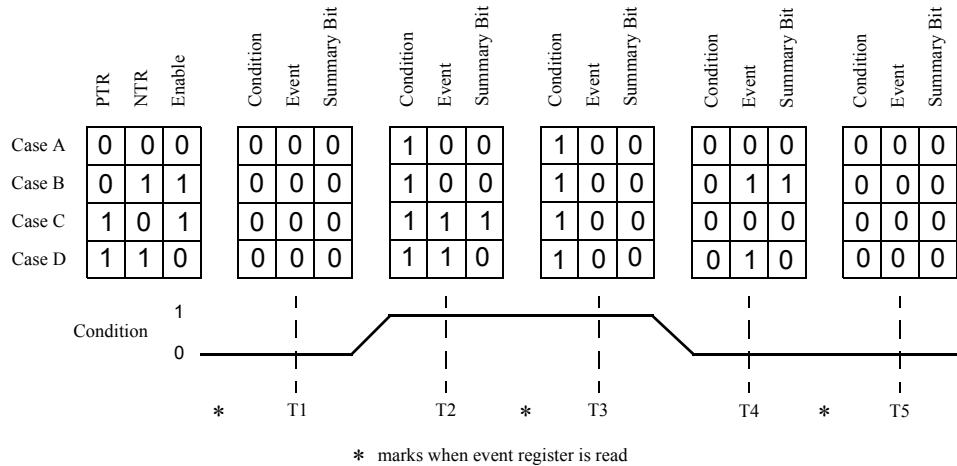 PTR NTR Enable Condition Event Summary Bit Condition Event Summary Bit Condition Event Summary Bit Condition Event Summary Bit Condition Event Summary Bit
Case A 0 0 0 0 0 0 1 0 0 1 0 0 0 0 0 0 0 0
Case B 0 1 1 0 0 0 1 0 0 1 0 0 0 1 1 0 0 0
Case C 1 0 1 0 0 0 1 1 1 1 0 0 0 0 0 0 0 0
Case D 1 1 0 0 0 0 1 1 0 1 0 0 0 1 0 0 0 0
1
Condition
0
* T1 T2 * T3 T4 * T5
* marks when event register is read